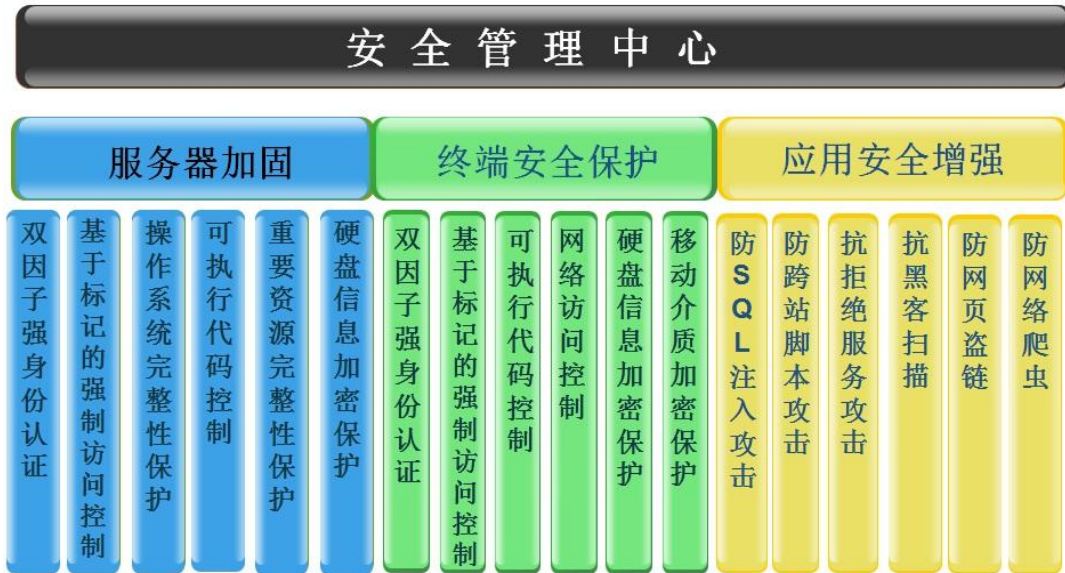 安全管理中心
服务器加固
终端安全保护
应用安全增强
双因子强身份认证
基于标记的强制访问控制
操作系统完整性保护
可执行代码控制
重要资源完整性保护
硬盘信息加密保护
双因子强身份认证
基于标记的强制访问控制
可执行代码控制
网络访问控制
硬盘信息加密保护
移动介质加密保护
防SQL注入攻击
防跨站脚本攻击
抗拒绝服务攻击
抗黑客扫描
防网页盗链
防网络爬虫